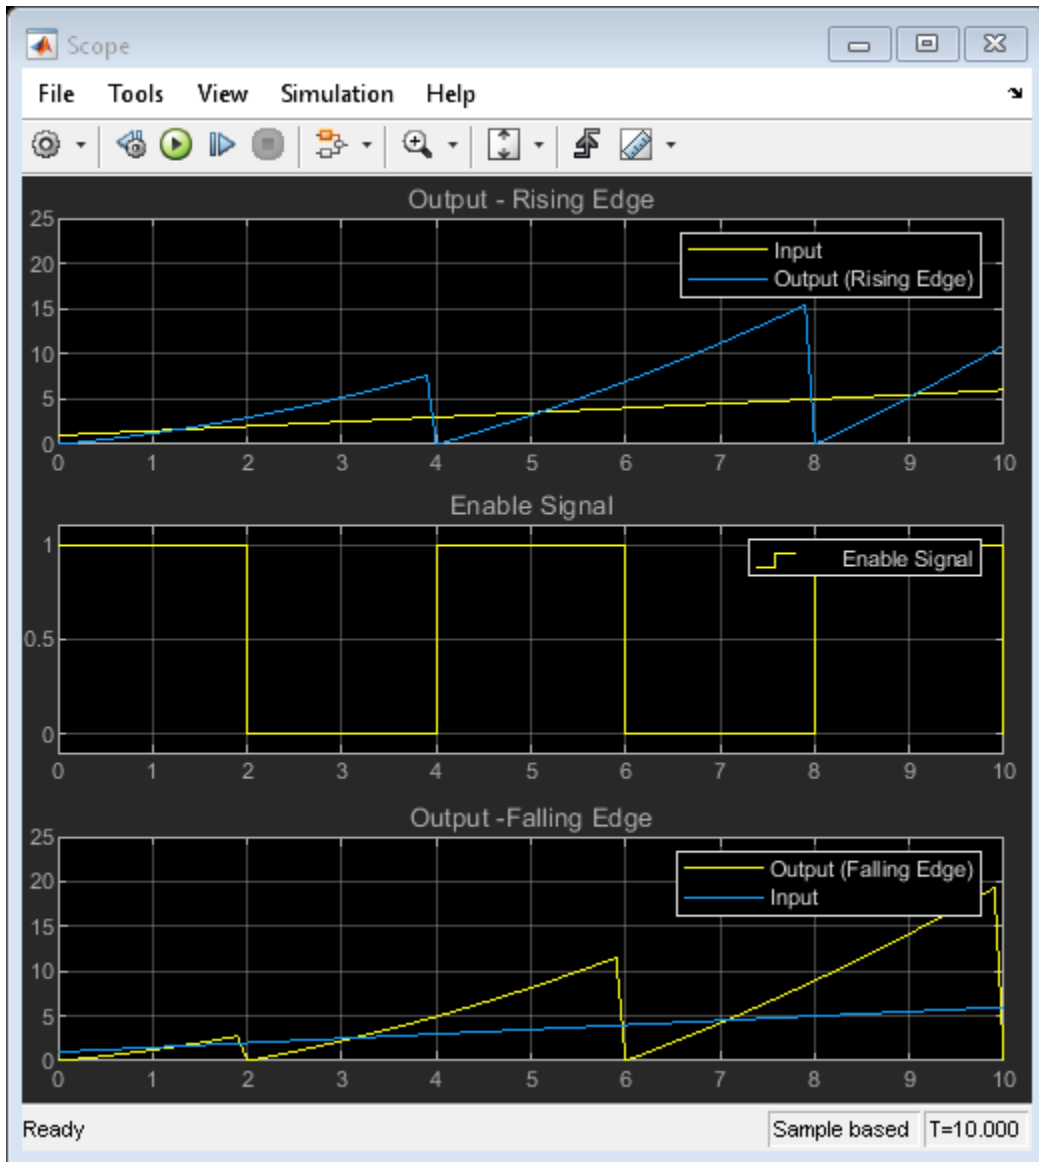 Scope
File Tools View Simulation Help
Output - Rising Edge
25
20
15
10
5
0
Input
Output (Rising Edge)
0 1 2 3 4 5 6 7 8 9 10
Enable Signal
1
0.5
0
Enable Signal
0 1 2 3 4 5 6 7 8 9 10
Output -Falling Edge
25
20
15
10
5
0
Output (Falling Edge)
Input
0 1 2 3 4 5 6 7 8 9 10
Ready Sample based T=10.000